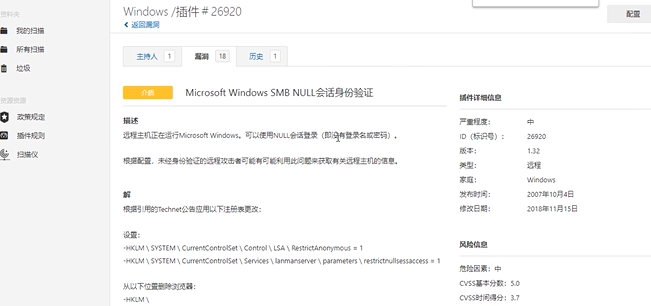 Windows /插件 # 26920
返回漏洞
配置
资料夹
我的扫描
所有扫描
垃圾
资源资源
政策规定
插件规则
扫描仪
主持人 1
漏洞 18
历史 1
介质
Microsoft Windows SMB NULL会话身份验证
描述
远程主机正在运行Microsoft Windows。可以使用NULL会话登录（即没有登录名或密码）。
根据配置，未经身份验证的远程攻击者可能有可能利用此问题来获取有关远程主机的信息。
解
根据引用的Technet公告应用以下注册表更改：
设置：
-HKLM \ SYSTEM \ CurrentControlSet \ Control \ LSA \ RestrictAnonymous = 1
-HKLM \ SYSTEM \ CurrentControlSet \ Services \ lanmanserver \ parameters \ restrictnullsessaccess = 1
从以下位置删除浏览器：
-HKLM \
插件详细信息
严重程度： 中
ID（标识号）： 26920
版本： 1.32
类型： 远程
家庭： Windows
发布时间： 2007年10月4日
修改日期： 2018年11月15日
风险信息
危险因素：中
CVSS基本分数：5.0
CVSS时间得分：3.7